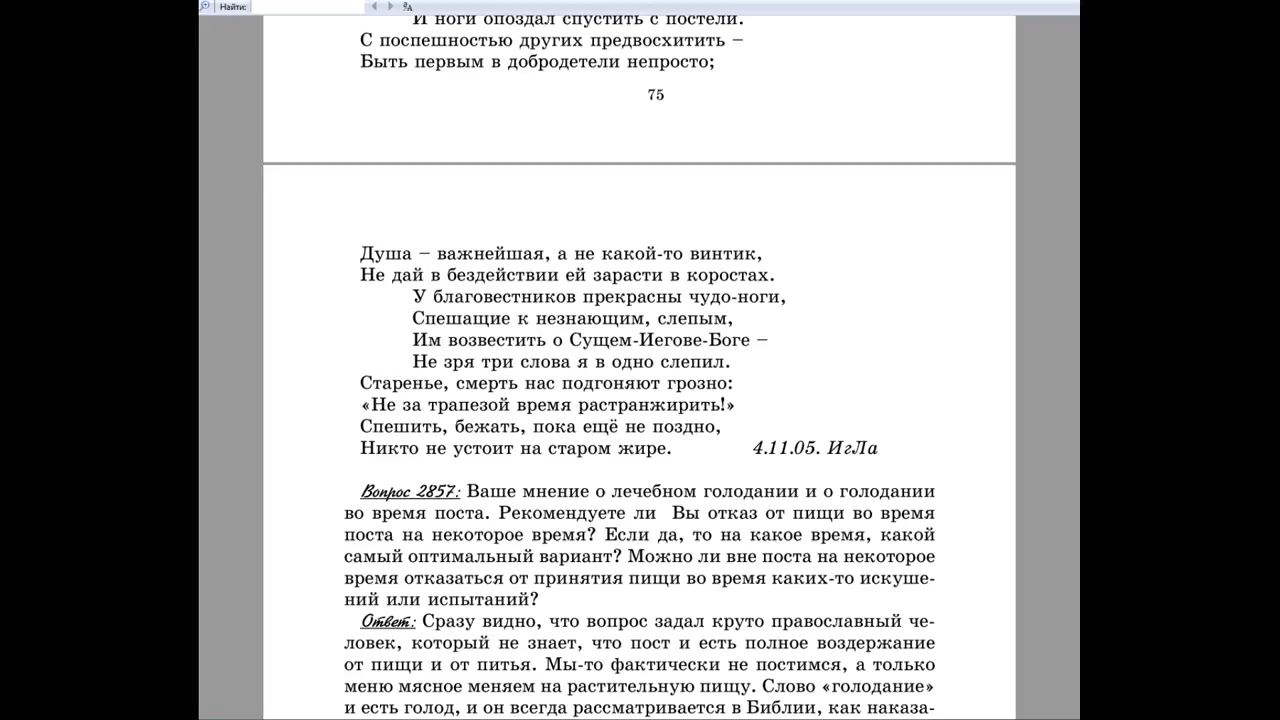 Найти:
И ноги опоздал спустить с постели.
С поспешностью других предвосхитить –
Быть первым в добродетели непросто;
75
Душа – важнейшая, а не какой-то винтик,
Не дай в бездействии ей зарасти в коростах.
У благовестников прекрасны чудо-ноги,
Спешащие к незнающим, слепым,
Им возвестить о Сущем-Иегове-Боге –
Не зря три слова я в одно слепил.
Старенье, смерть нас подгоняют грозно:
«Не за трапезой время растранжирить!»
Спешить, бежать, пока ещё не поздно,
Никто не устоит на старом жире. 4.11.05. ИгЛа
Вопрос 2857: Ваше мнение о лечебном голодании и о голодании
во время поста. Рекомендуете ли Вы отказ от пищи во время
поста на некоторое время? Если да, то на какое время, какой
самый оптимальный вариант? Можно ли вне поста на некоторое
время отказаться от принятия пищи во время каких-то искуше-
ний или испытаний?
Ответ: Сразу видно, что вопрос задал круто православный че-
ловек, который не знает, что пост и есть полное воздержание
от пищи и от питья. Мы-то фактически не постимся, а только
меню мясное меняем на растительную пищу. Слово «голодание»
и есть голод, и он всегда рассматривается в Библии, как наказа-